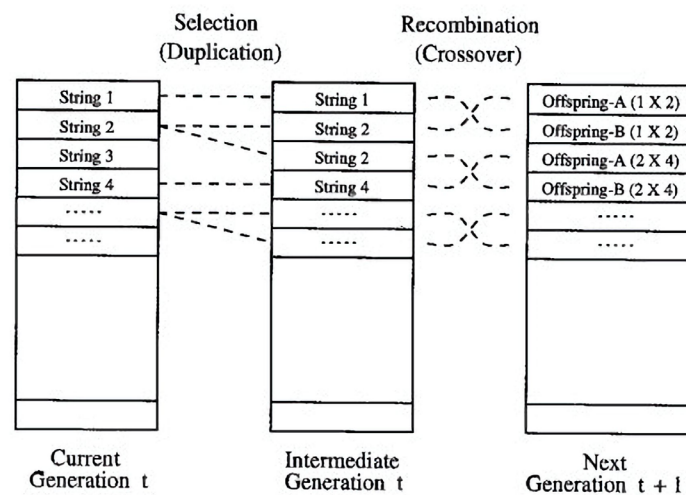 Selection
(Duplication)
Recombination
(Crossover)
String 1
String 2
String 3
String 4
.....
.....
String 1
String 2
String 2
String 4
.....
.....
Offspring-A (1 X 2)
Offspring-B (1 X 2)
Offspring-A (2 X 4)
Offspring-B (2 X 4)
.....
.....
Current
Generation t
Intermediate
Generation t
Next
Generation t + 1